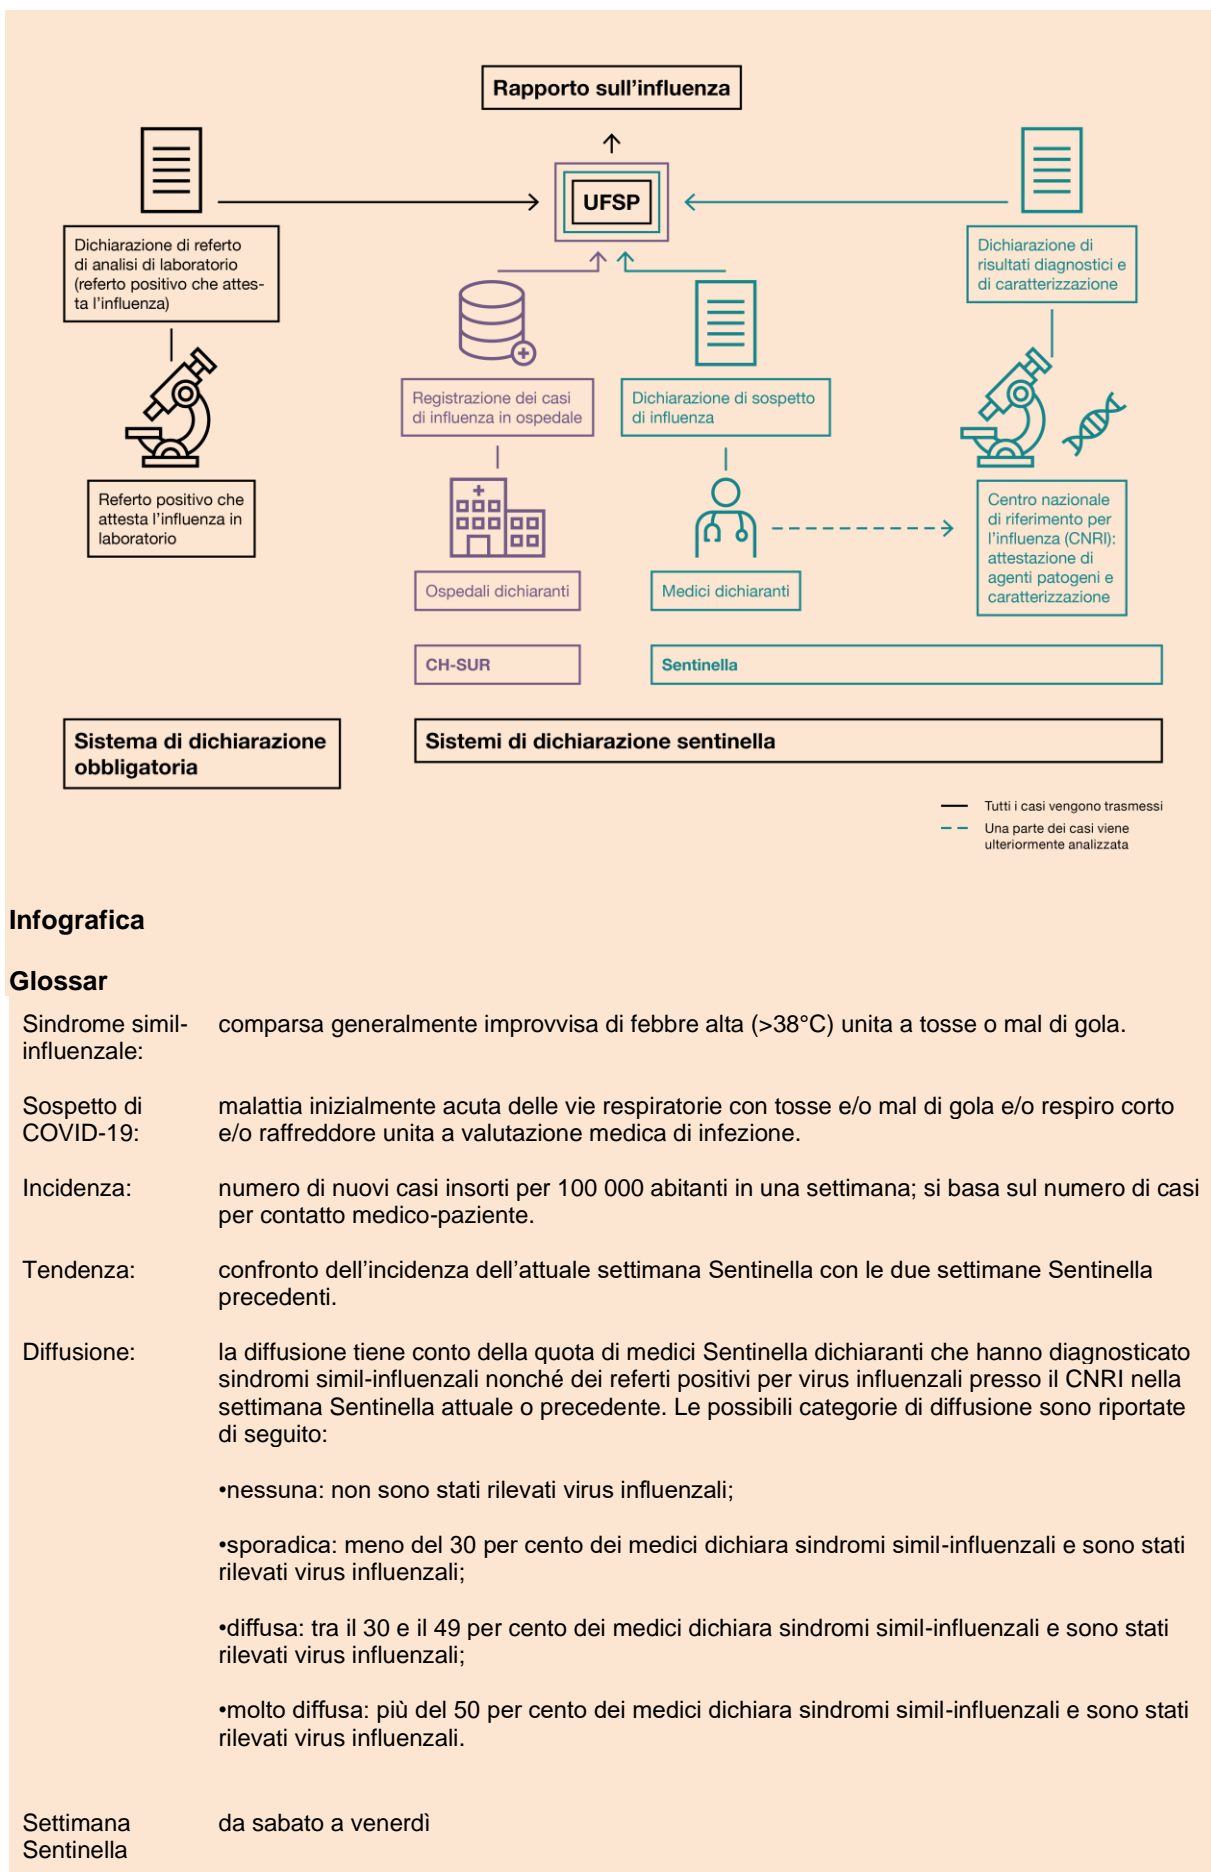 Rapporto sull'influenza
UFSP
Dichiarazione di referto
di analisi di laboratorio
(referto positivo che attes-
ta l'influenza)
Dichiarazione di
risultati diagnostici e
di caratterizzazione
Registrazione dei casi
di influenza in ospedale
Dichiarazione di sospetto
di influenza
Referto positivo che
attesta l'influenza in
laboratorio
Ospedali dichiaranti
Medici dichiaranti
Centro nazionale
di riferimento per
l'influenza (CNRI):
attestazione di
agenti patogeni e
caratterizzazione
CH-SUR
Sentinella
Sistema di dichiarazione
obbligatoria
Sistemi di dichiarazione sentinella
Tutti i casi vengono trasmessi
Una parte dei casi viene
ulteriormente analizzata
Infografica
Glossar
Sindrome simil-
influenzale:
comparsa generalmente improvvisa di febbre alta (>38°C) unita a tosse o mal di gola.
Sospetto di
COVID-19:
malattia inizialmente acuta delle vie respiratorie con tosse e/o mal di gola e/o respiro corto
e/o raffreddore unita a valutazione medica di infezione.
Incidenza:
numero di nuovi casi insorti per 100 000 abitanti in una settimana; si basa sul numero di casi
per contatto medico-paziente.
Tendenza:
confronto dell'incidenza dell'attuale settimana Sentinella con le due settimane Sentinella
precedenti.
Diffusione:
la diffusione tiene conto della quota di medici Sentinella dichiaranti che hanno diagnosticato
sindromi simil-influenzali nonché dei referti positivi per virus influenzali presso il CNRI nella
settimana Sentinella attuale o precedente. Le possibili categorie di diffusione sono riportate
di seguito:
•nessuna: non sono stati rilevati virus influenzali;
•sporadica: meno del 30 per cento dei medici dichiara sindromi simil-influenzali e sono stati
rilevati virus influenzali;
•diffusa: tra il 30 e il 49 per cento dei medici dichiara sindromi simil-influenzali e sono stati
rilevati virus influenzali;
•molto diffusa: più del 50 per cento dei medici dichiara sindromi simil-influenzali e sono stati
rilevati virus influenzali.
Settimana
Sentinella
da sabato a venerdì